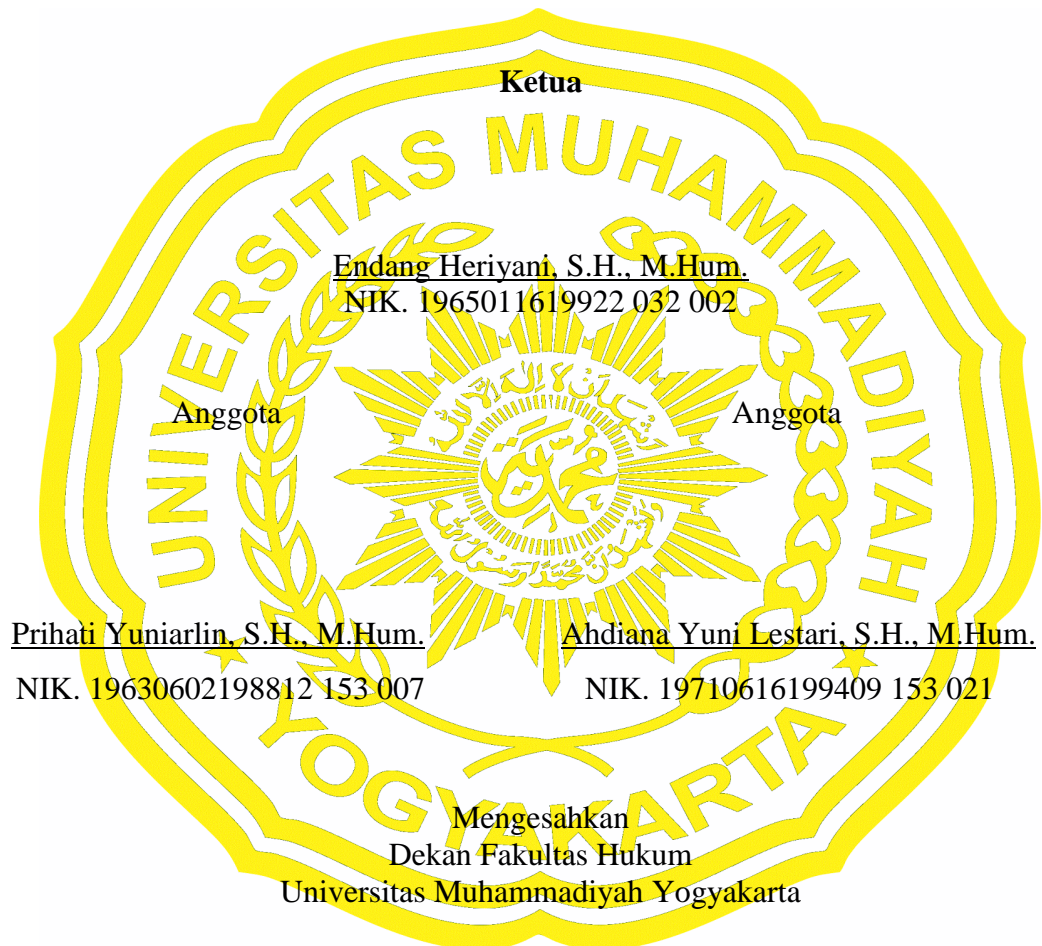 Ketua
UNIVERSITAS MUHAMMADIYAH
Endang Heriyani, S.H., M.Hum.
NIK. 1965011619922 032 002
Anggota Anggota
Prihati Yuniarlin, S.H., M.Hum. Ahdiana Yuni Lestari, S.H., M.Hum.
NIK. 19630602198812 153 007 NIK. 19710616199409 153 021
YOGYAKARTA
Mengesahkan
Dekan Fakultas Hukum
Universitas Muhammadiyah Yogyakarta